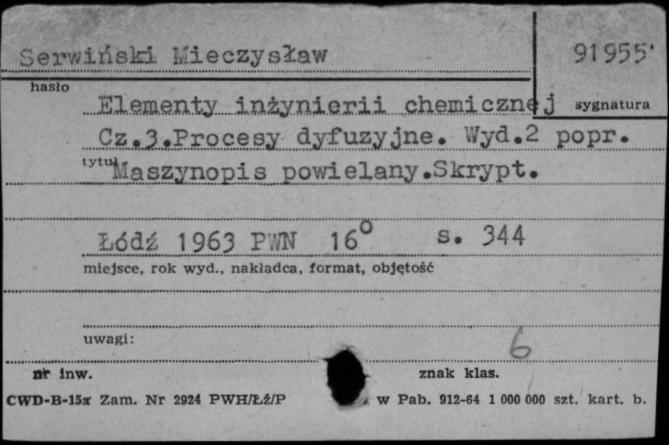 Serwiński Mieczysław 91955
hasło
Elementy inżynierii chemicznej sygnatura
Cz.3.Procesy dyfuzyjne. Wyd.2 popr.
tytuł Maszynopis powielany.Skrypt.
Łódź 1963 PWN 16° s. 344
miejsce, rok wyd., nakładca, format, objętość
uwagi: 6
nr inw. znak klas.
CWD-B-15x Zam. Nr 2924 PWH/Łź/P w Pab. 912-64 1 000 000 szt. kart. b.